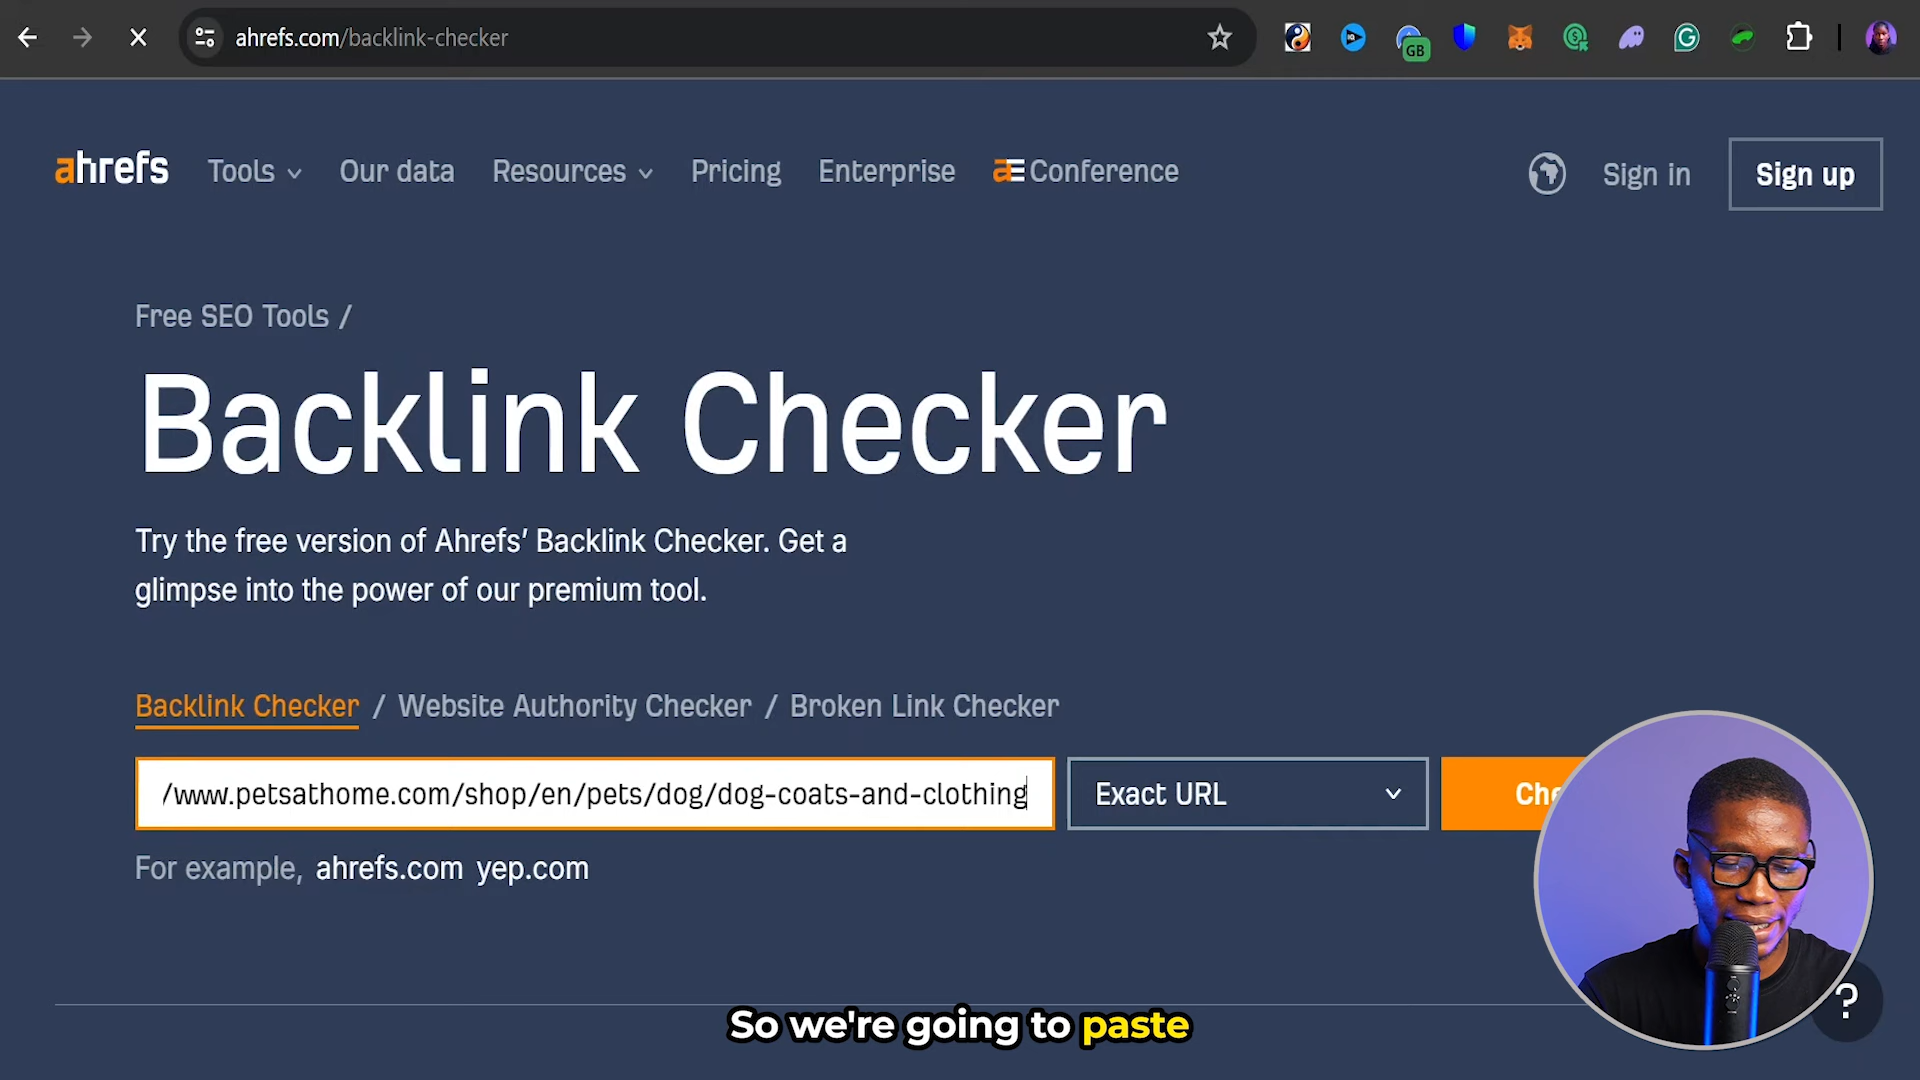 ahrefs.com/backlink-checker
GB
ahrefs Tools Our data Resources Pricing Enterprise Conference Sign in Sign up
Free SEO Tools /
Backlink Checker
Try the free version of Ahrefs’ Backlink Checker. Get a
glimpse into the power of our premium tool.
Backlink Checker / Website Authority Checker / Broken Link Checker
/www.petsathome.com/shop/en/pets/dog/dog-coats-and-clothing Exact URL
For example, ahrefs.com yep.com
?
So we're going to paste